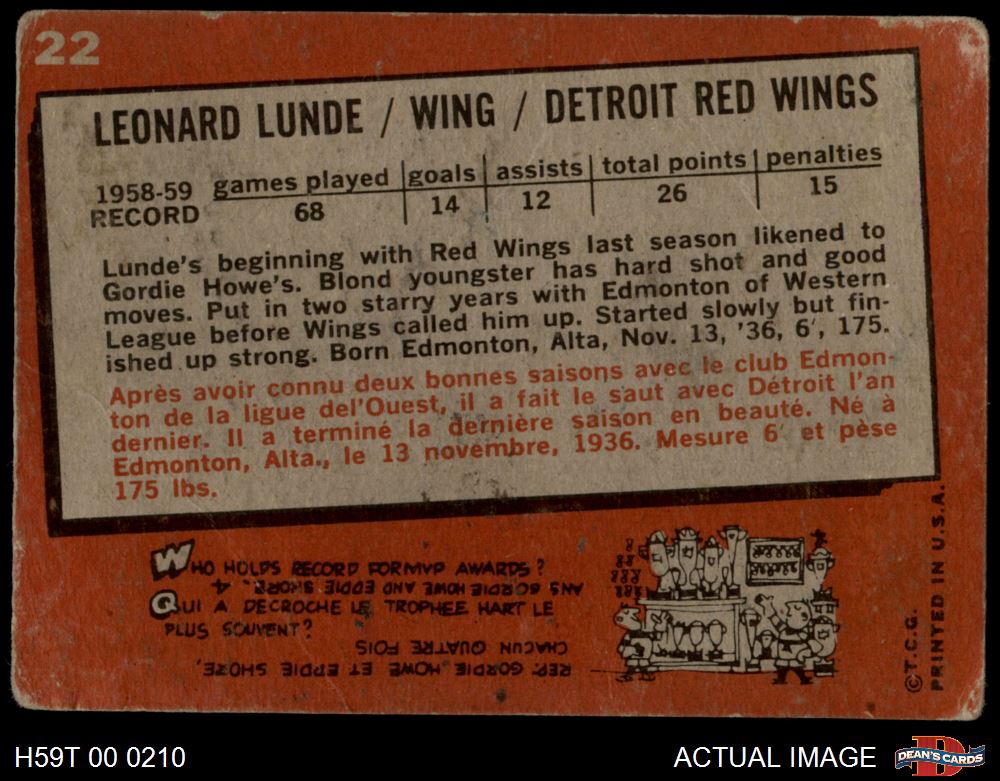 22
LEONARD LUNDE / WING / DETROIT RED WINGS
1958-59 games played goals assists total points penalties
RECORD 68 14 12 26 15
Lunde's beginning with Red Wings last season likened to
Gordie Howe's. Blond youngster has hard shot and good
moves. Put in two starry years with Edmonton of Western
League before Wings called him up. Started slowly but fin-
ished up strong. Born Edmonton, Alta, Nov. 13, '36, 6', 175.
Après avoir connu deux bonnes saisons avec le club Edmon-
ton de la ligue del'Ouest, il a fait le saut avec Détroit l'an
dernier. Il a terminé la dernière saison en beauté. Né à
Edmonton, Alta., le 13 novembre, 1936. Mesure 6' et pèse
175 lbs.
WHO HOLDS RECORD FOR MVP AWARDS?
ANS GORDIE HOWE AND EDDIE SHORE. 4.
QUI A DECROCHE LE TROPHEE HART LE
PLUS SOUVENT?
REP: GORDIE HOWE ET EDDIE SHORE,
CHACUN QUATRE FOIS
© T.C.G.
PRINTED IN U.S.A.
H59T 00 0210
ACTUAL IMAGE
DEAN'S CARDS